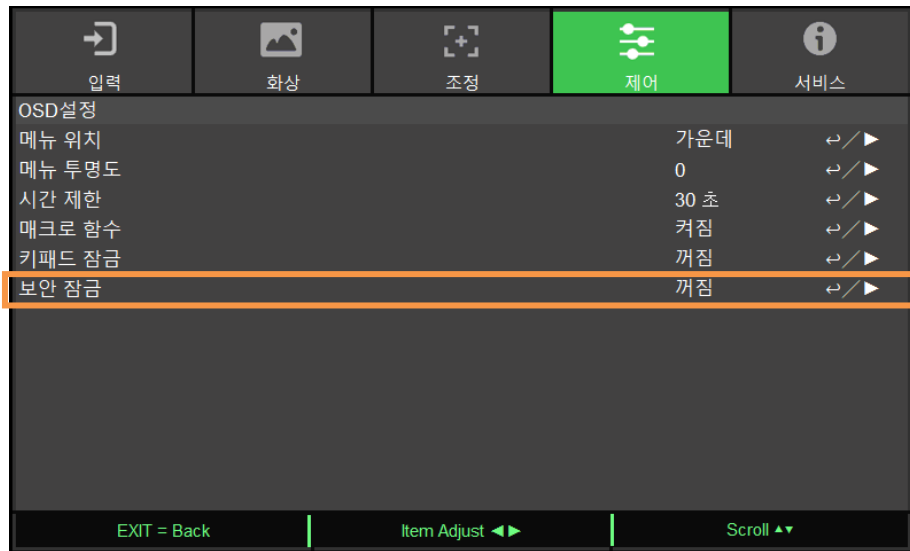 입력 화상 조정 제어 서비스
OSD설정
메뉴 위치 가운데 ↩/▶
메뉴 투명도 0 ↩/▶
시간 제한 30 초 ↩/▶
매크로 함수 켜짐 ↩/▶
키패드 잠금 꺼짐 ↩/▶
보안 잠금 꺼짐 ↩/▶
EXIT = Back Item Adjust ◀▶ Scroll ▲▼